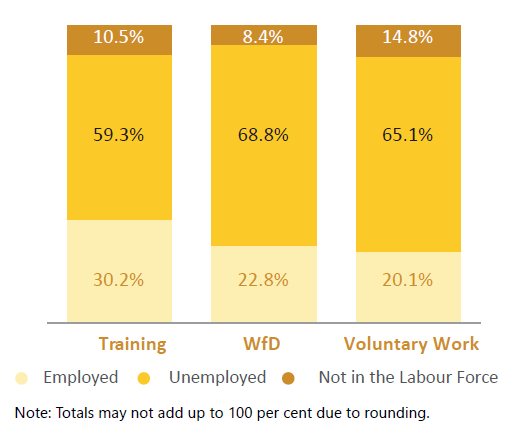 10.5% 8.4% 14.8%
59.3% 68.8% 65.1%
30.2% 22.8% 20.1%
Training WfD Voluntary Work
Employed Unemployed Not in the Labour Force
Note: Totals may not add up to 100 per cent due to rounding.